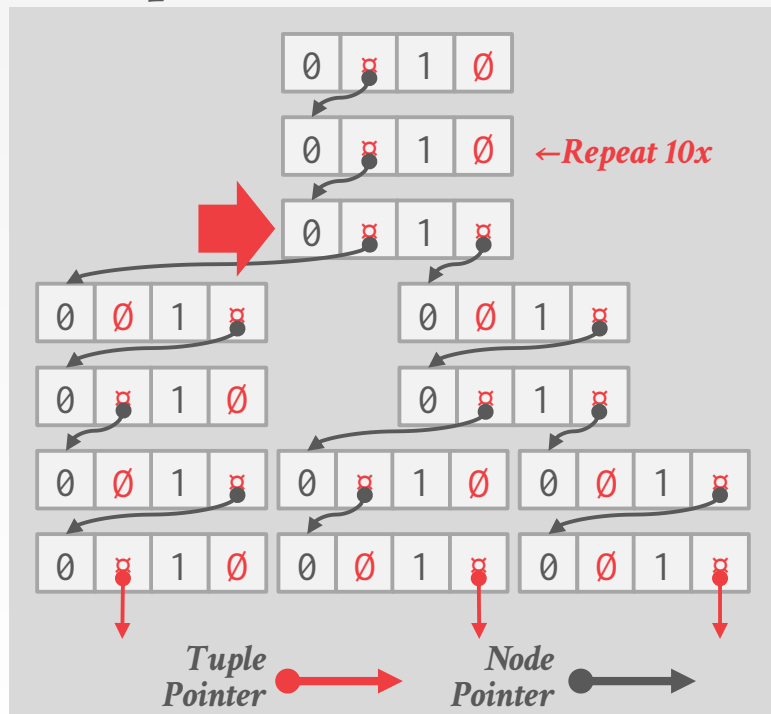 0 ¤ 1 Ø
0 ¤ 1 Ø ←Repeat 10x
0 ¤ 1 ¤
0 Ø 1 ¤ 0 Ø 1 ¤
0 ¤ 1 Ø 0 ¤ 1 ¤
0 Ø 1 ¤ 0 ¤ 1 Ø 0 Ø 1 ¤
0 ¤ 1 Ø 0 Ø 1 ¤ 0 Ø 1 ¤
Tuple
Pointer
Node
Pointer